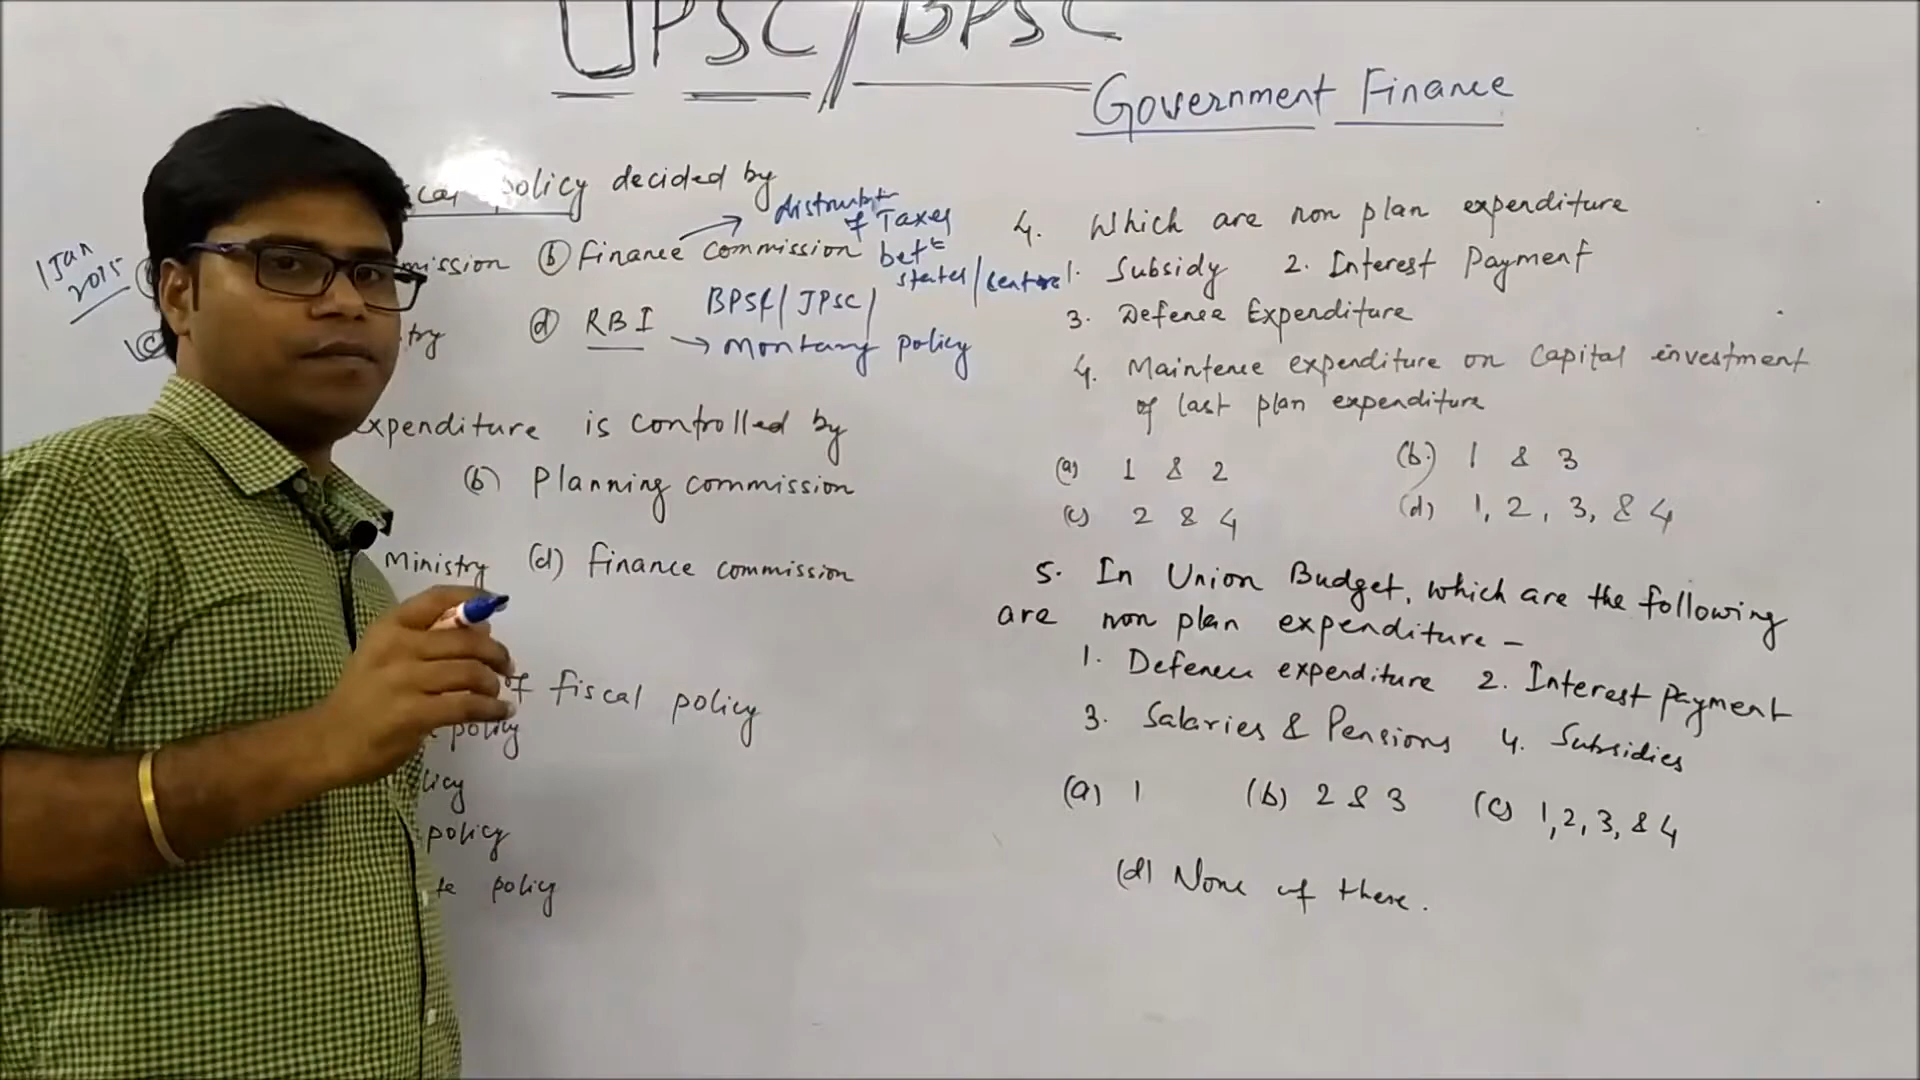 UPSC/BPSC
Government Finance
policy decided by
1 Jan
2015
mission (b) Finance commission
distribut
of Taxes
betn
states/centre
try (d) RBI
BPSC/JPSC/
policy
expenditure is controlled by
(b) Planning commission
Ministry (d) finance commission
of fiscal policy
policy
licy
policy
te policy
4. Which are non plan expenditure
1. Subsidy 2. Interest Payment
3. Defence Expenditure
4. Maintence expenditure on Capital investment
of last plan expenditure
(a) 1 & 2 (b) 1 & 3
(c) 2 & 4 (d) 1, 2, 3, & 4
5. In Union Budget, which are the following
are non plan expenditure -
1. Defence expenditure 2. Interest payment
3. Salaries & Pensions 4. Subsidies
(a) 1 (b) 2 & 3 (c) 1, 2, 3, & 4
(d) None of these.